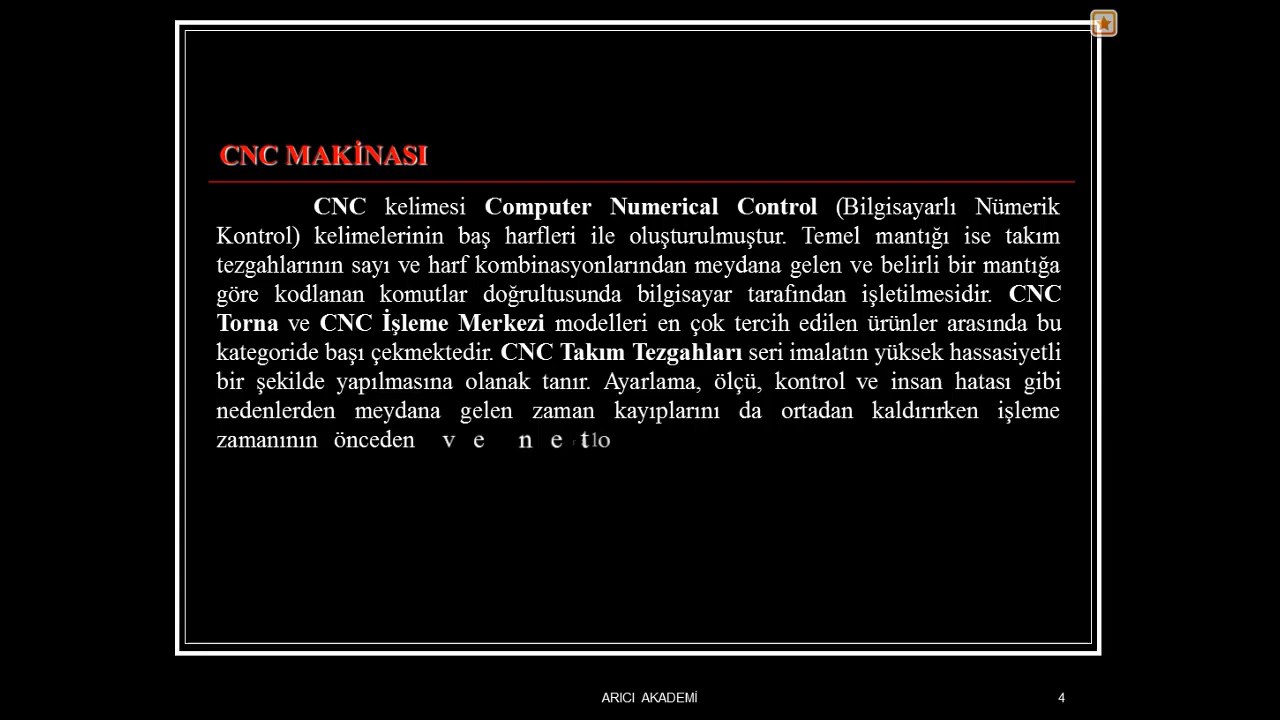 CNC MAKİNASI
CNC kelimesi Computer Numerical Control (Bilgisayarlı Nümerik
Kontrol) kelimelerinin baş harfleri ile oluşturulmuştur. Temel mantığı ise takım
tezgahlarının sayı ve harf kombinasyonlarından meydana gelen ve belirli bir mantığa
göre kodlanan komutlar doğrultusunda bilgisayar tarafından işletilmesidir. CNC
Torna ve CNC İşleme Merkezi modelleri en çok tercih edilen ürünler arasında bu
kategoride başı çekmektedir. CNC Takım Tezgahları seri imalatın yüksek hassasiyetli
bir şekilde yapılmasına olanak tanır. Ayarlama, ölçü, kontrol ve insan hatası gibi
nedenlerden meydana gelen zaman kayıplarını da ortadan kaldırırken işleme
zamanının önceden ve
ARICI AKADEMİ
4